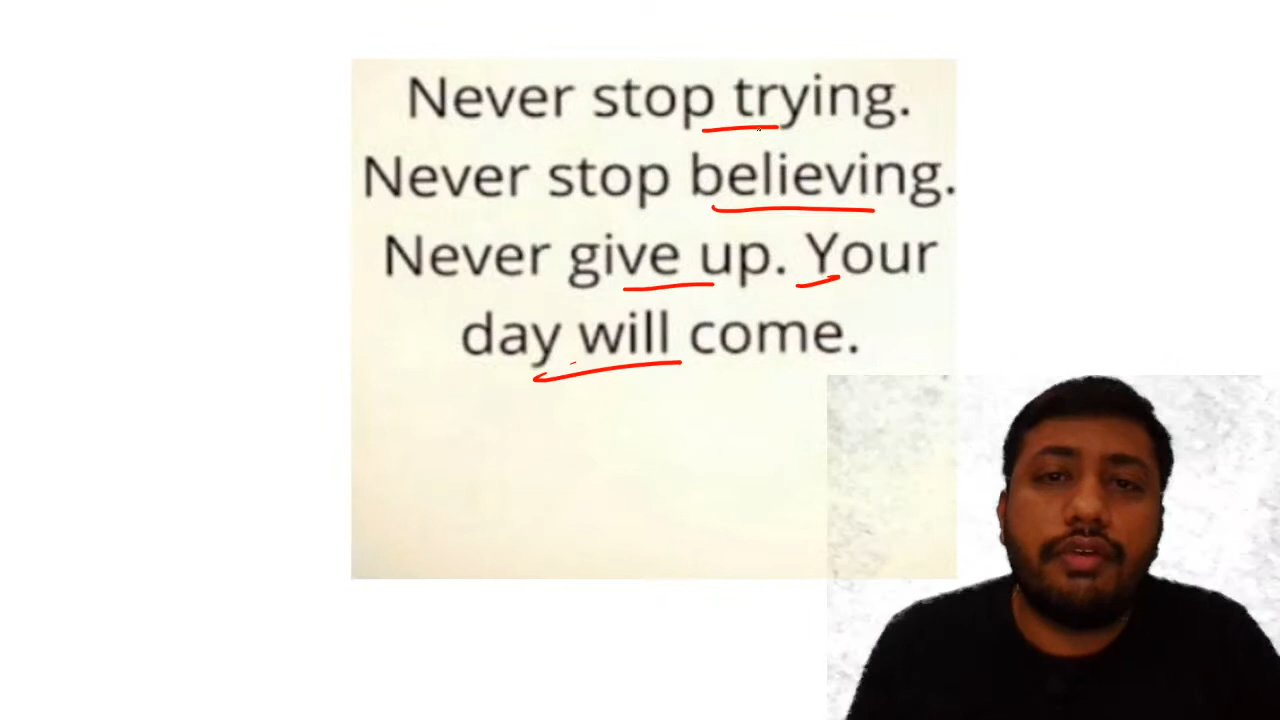 Never stop trying.
Never stop believing.
Never give up. Your
day will come.